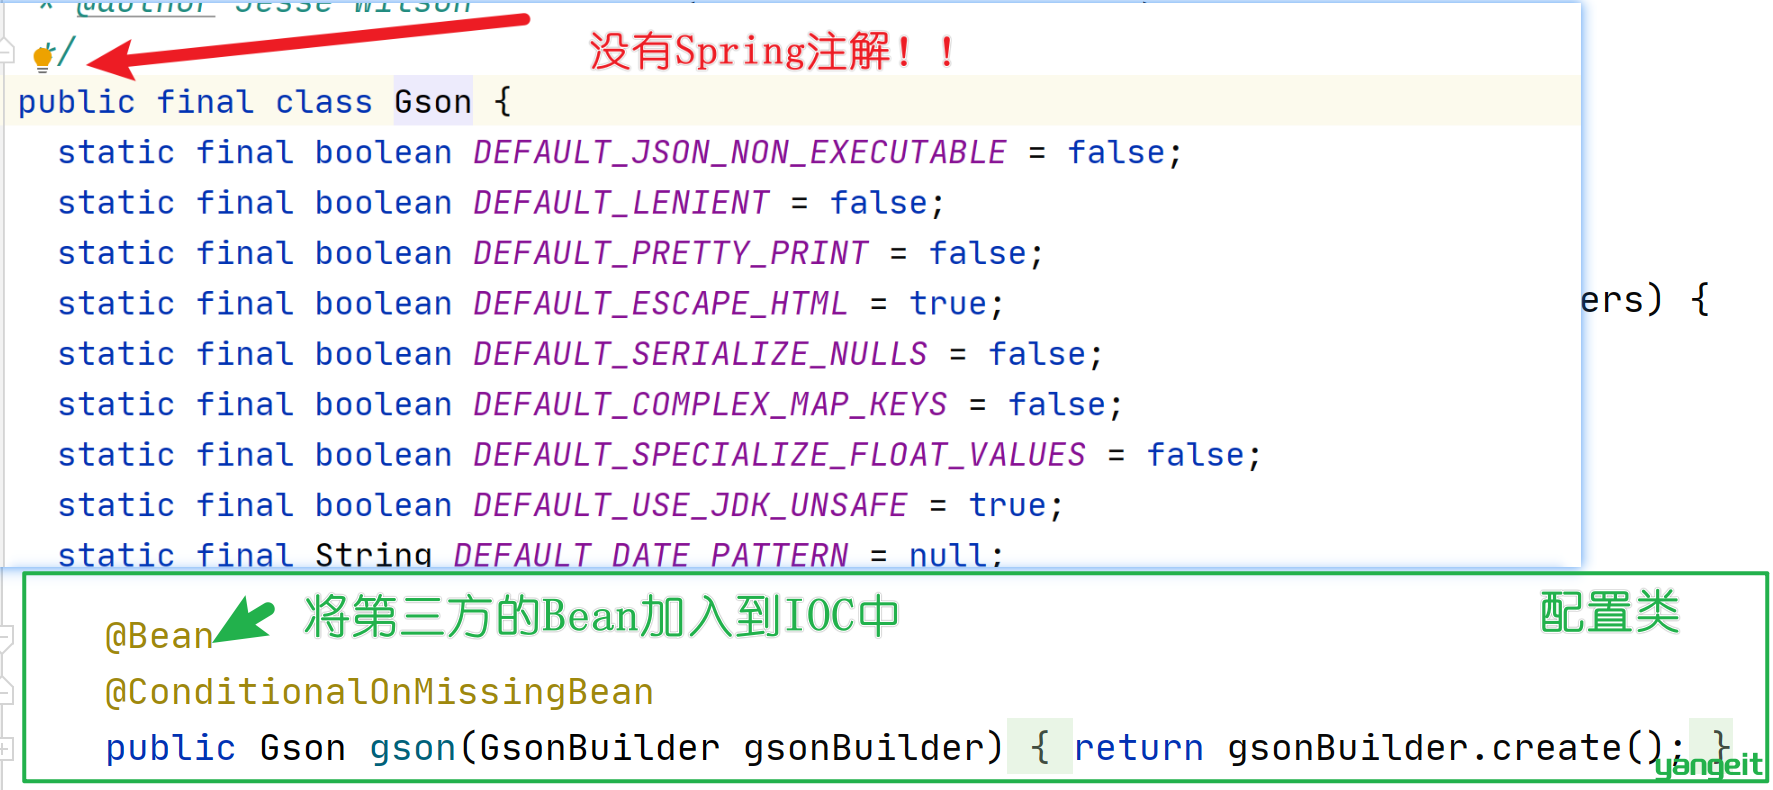 * @author Jesse Wilson
*/
没有Spring注解！！
public final class Gson {
static final boolean DEFAULT_JSON_NON_EXECUTABLE = false;
static final boolean DEFAULT_LENIENT = false;
static final boolean DEFAULT_PRETTY_PRINT = false;
ers) {
static final boolean DEFAULT_ESCAPE_HTML = true;
static final boolean DEFAULT_SERIALIZE_NULLS = false;
static final boolean DEFAULT_COMPLEX_MAP_KEYS = false;
static final boolean DEFAULT_SPECIALIZE_FLOAT_VALUES = false;
static final boolean DEFAULT_USE_JDK_UNSAFE = true;
static final String DEFAULT_DATE_PATTERN = null;
将第三方的Bean加入到IOC中
配置类
@Bean
@ConditionalOnMissingBean
public Gson gson(GsonBuilder gsonBuilder) { return gsonBuilder.create(); }
yangeit